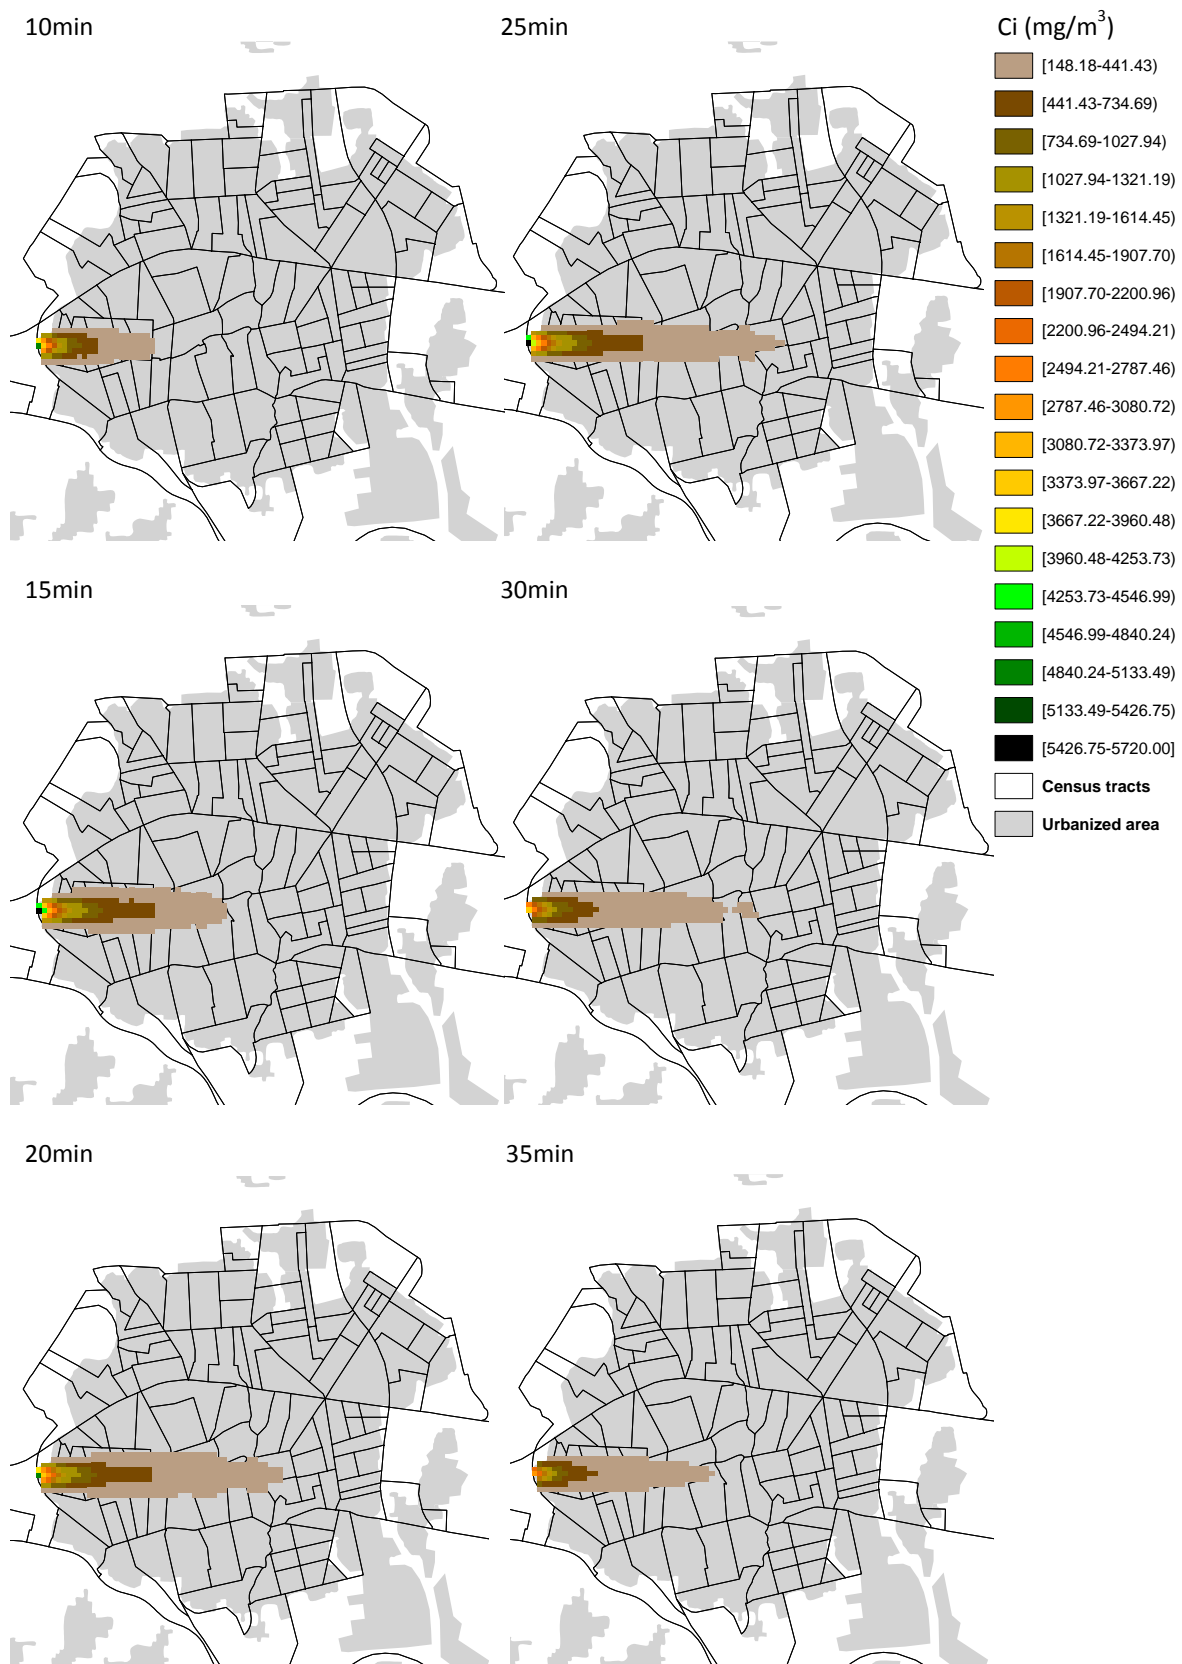 10min
25min
Ci (mg/m³)
[148.18-441.43)
[441.43-734.69)
[734.69-1027.94)
[1027.94-1321.19)
[1321.19-1614.45)
[1614.45-1907.70)
[1907.70-2200.96)
[2200.96-2494.21)
[2494.21-2787.46)
[2787.46-3080.72)
[3080.72-3373.97)
[3373.97-3667.22)
[3667.22-3960.48)
[3960.48-4253.73)
[4253.73-4546.99)
[4546.99-4840.24)
[4840.24-5133.49)
[5133.49-5426.75)
[5426.75-5720.00]
Census tracts
Urbanized area
15min
30min
20min
35min